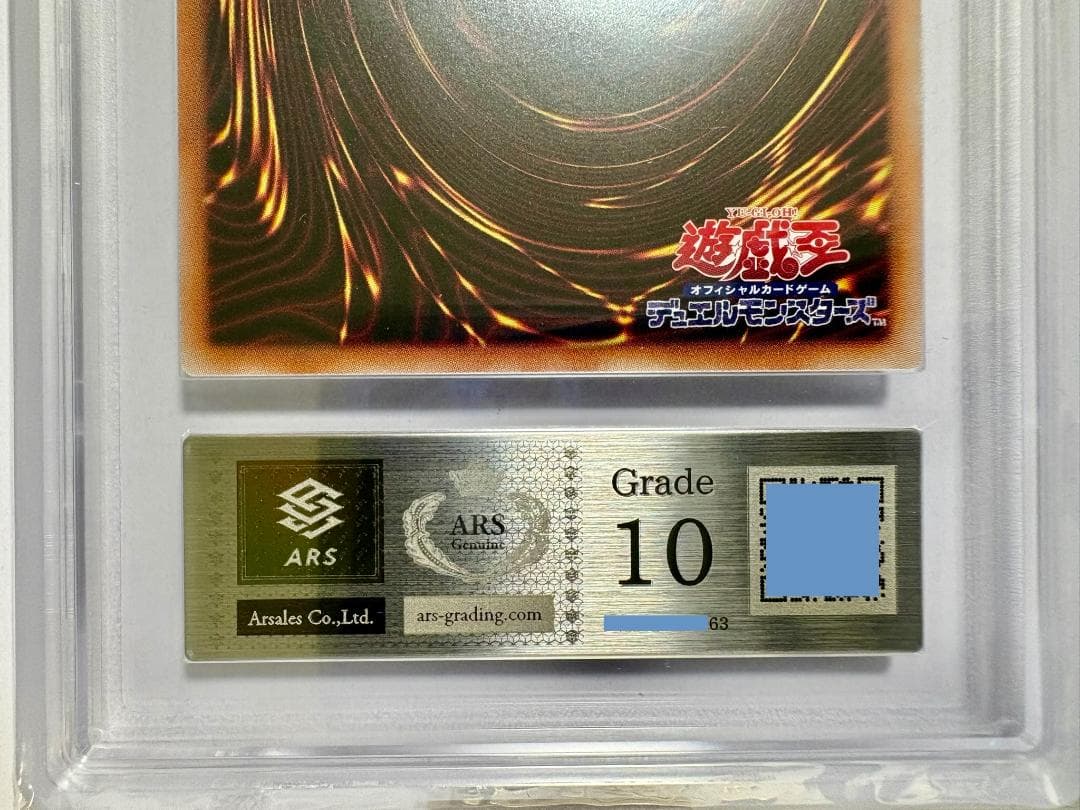 YU-GI-OH!
遊戯王
オフィシャルカードゲーム
デュエルモンスターズ™
ARS
Arsales Co.,Ltd.
ARS
Genuine
ars-grading.com
Grade
10
63